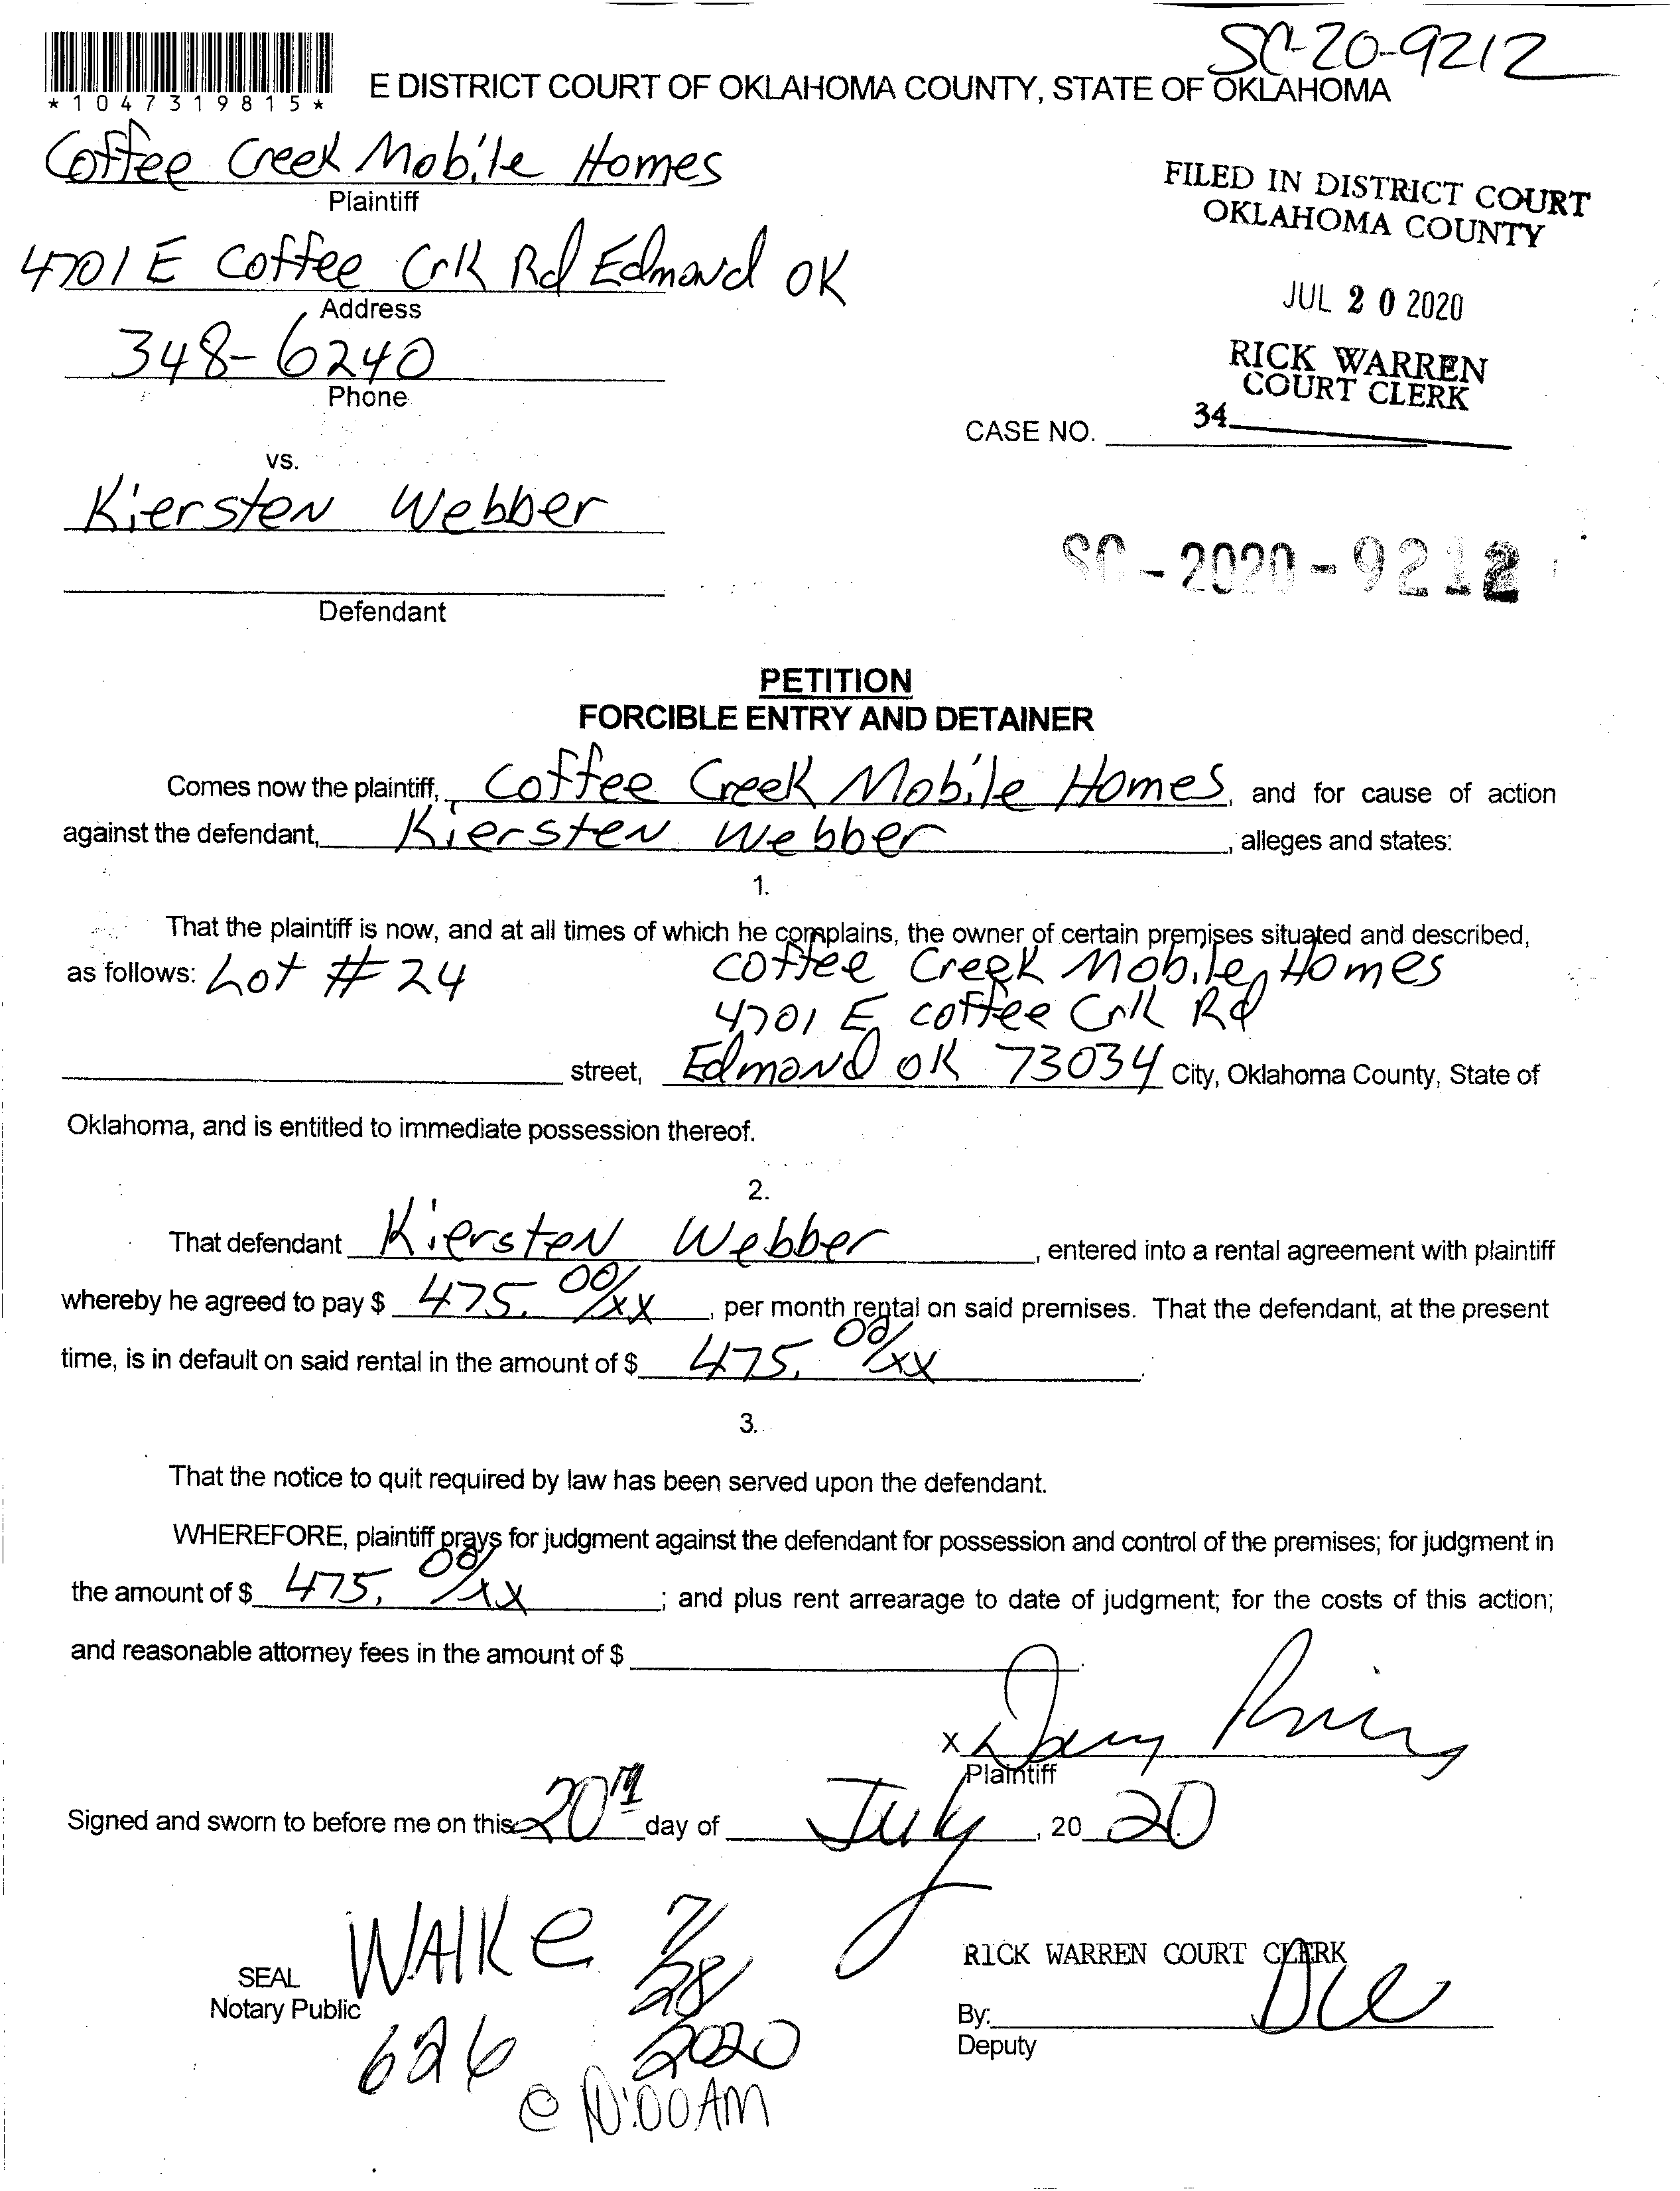 SC-20-9212
*1047319815*
E DISTRICT COURT OF OKLAHOMA COUNTY, STATE OF OKLAHOMA
Coffee Creek Mobile Homes
Plaintiff
FILED IN DISTRICT COURT
OKLAHOMA COUNTY
4701 E Coffee Crk Rd Edmond OK
Address
JUL 20 2020
348-6240
Phone
RICK WARREN
COURT CLERK
34
CASE NO.
vs.
Kiersten Webber
SC-2020-9212
Defendant
PETITION
FORCIBLE ENTRY AND DETAINER
Comes now the plaintiff, Coffee Creek Mobile Homes, and for cause of action
against the defendant, Kiersten Webber, alleges and states:
1.
That the plaintiff is now, and at all times of which he complains, the owner of certain premises situated and described,
as follows: Lot # 24 Coffee Creek Mobile Homes
4701 E Coffee Crk Rd
street, Edmond OK 73034 City, Oklahoma County, State of
Oklahoma, and is entitled to immediate possession thereof.
2.
That defendant Kiersten Webber, entered into a rental agreement with plaintiff
whereby he agreed to pay $ 475.00/xx, per month rental on said premises. That the defendant, at the present
time, is in default on said rental in the amount of $ 475.00/xx.
3.
That the notice to quit required by law has been served upon the defendant.
WHEREFORE, plaintiff prays for judgment against the defendant for possession and control of the premises; for judgment in
the amount of $ 475.00/xx; and plus rent arrearage to date of judgment; for the costs of this action;
and reasonable attorney fees in the amount of $
X
Plaintiff
Signed and sworn to before me on this 20th day of July, 20 20
WAlKe 7/28/2020
SEAL
Notary Public
626
@ 10:00 AM
RICK WARREN COURT CLERK
By:
Deputy